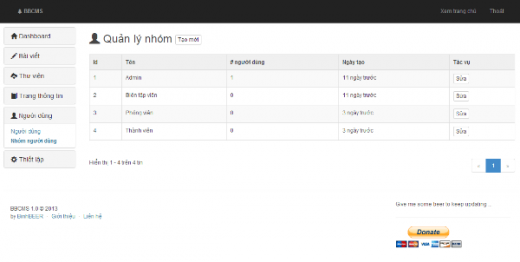 BBCMS Xem trang chủ Thoát
Dashboard
Bài viết
Thư viện
Trang thông tin
Người dùng
Người dùng
Nhóm người dùng
Thiết lập
Quản lý nhóm Tạo mới
Id Tên # người dùng Ngày tạo Tác vụ
1 Admin 1 11 ngày trước Sửa
2 Biên tập viên 0 11 ngày trước Sửa
3 Phóng viên 0 3 ngày trước Sửa
4 Thành viên 0 3 ngày trước Sửa
Hiển thị 1 - 4 trên 4 tin
« 1 »
BBCMS 1.0 © 2013
by BinhBEER - Giới thiệu - Liên hệ
Give me some beer to keep updating ...
Donate
VISA